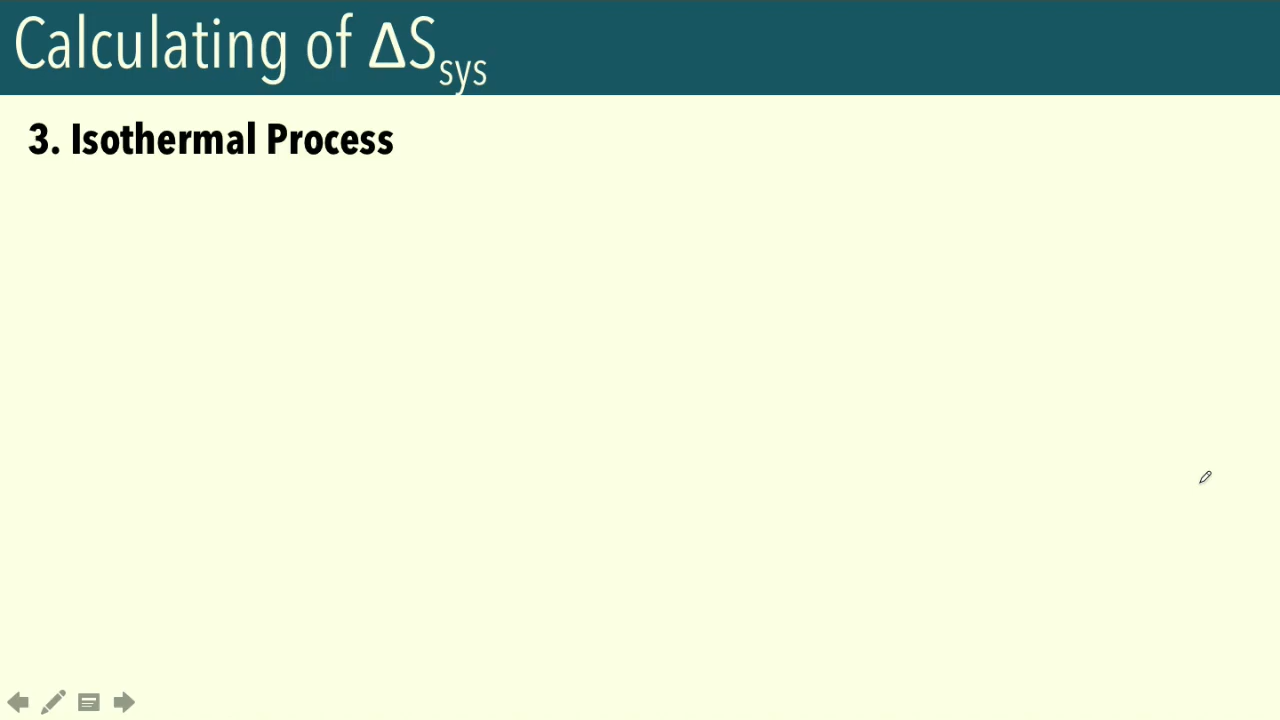 Calculating of ΔSsys
3. Isothermal Process